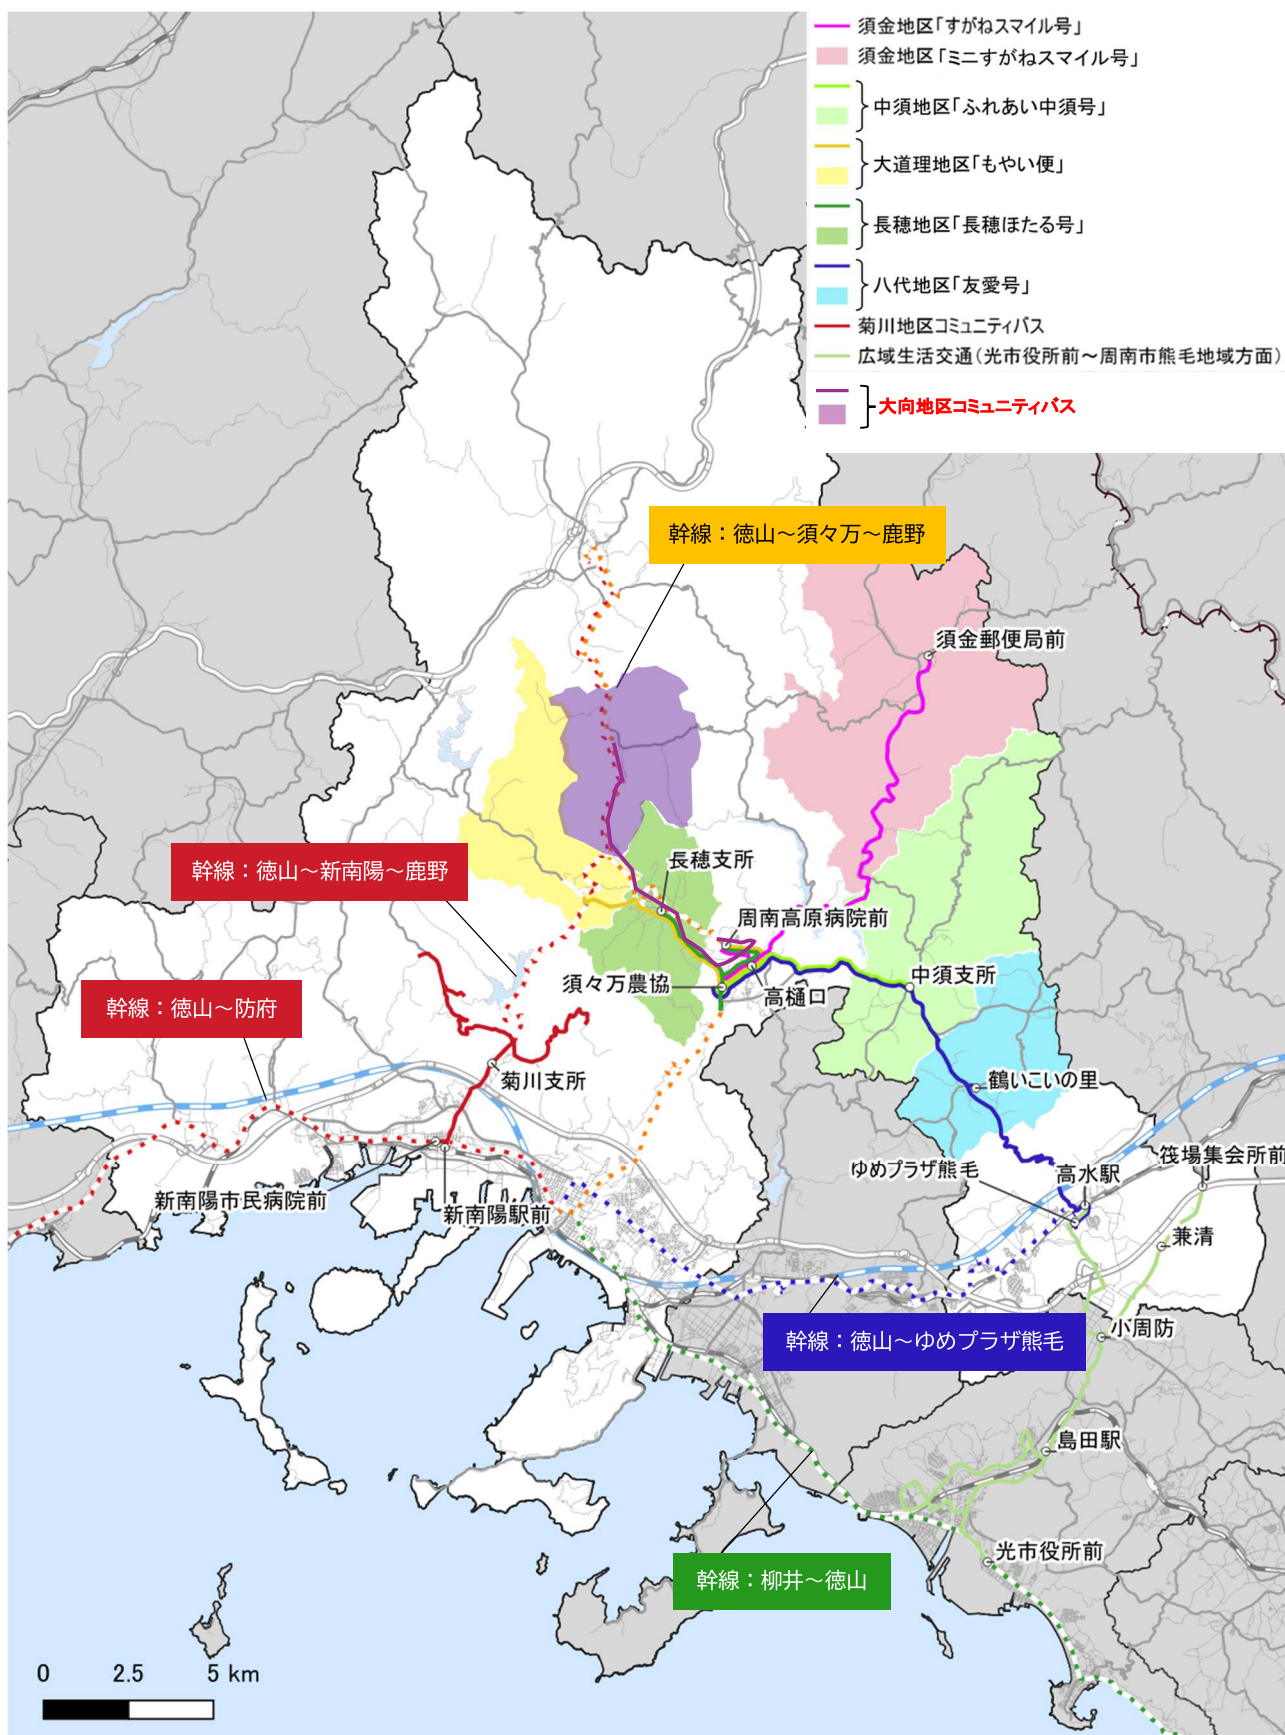 須金地区「すがねスマイル号」
須金地区「ミニすがねスマイル号」
中須地区「ふれあい中須号」
大道理地区「もやい便」
長穂地区「長穂ほたる号」
八代地区「友愛号」
菊川地区コミュニティバス
広域生活交通(光市役所前～周南市熊毛地域方面)
大向地区コミュニティバス
幹線：徳山～須々万～鹿野
須金郵便局前
幹線：徳山～新南陽～鹿野
長穂支所
周南高原病院前
須々万農協
高樋口
中須支所
幹線：徳山～防府
菊川支所
鶴いこいの里
ゆめプラザ熊毛
高水駅
筏場集会所前
新南陽市民病院前
新南陽駅前
兼清
幹線：徳山～ゆめプラザ熊毛
小周防
島田駅
光市役所前
幹線：柳井～徳山
0 2.5 5 km